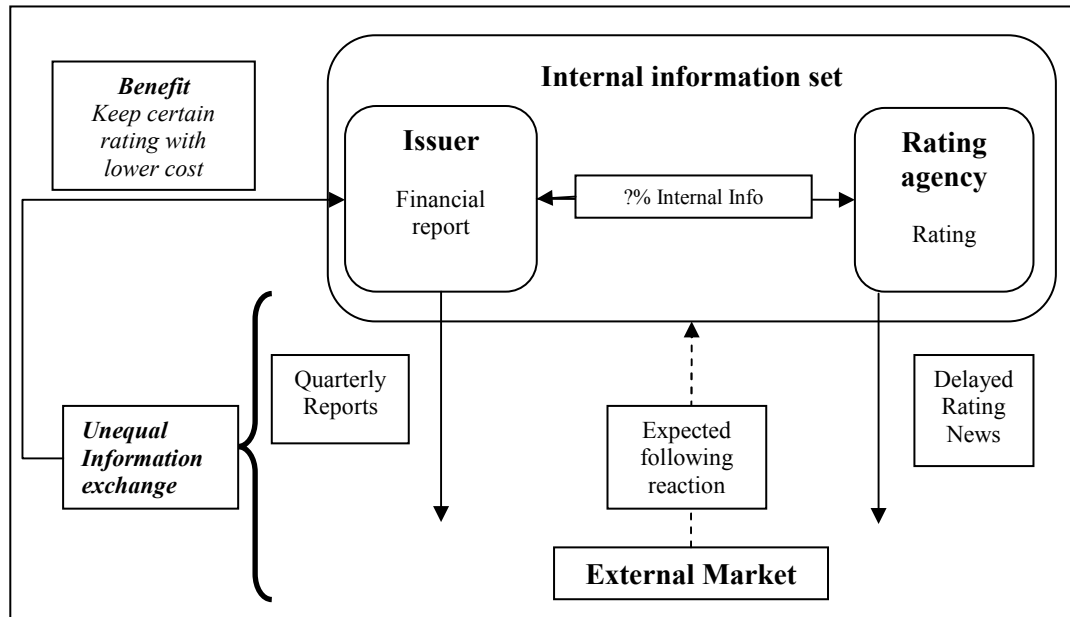 Internal information set
Benefit
Keep certain
rating with
lower cost
Issuer
Financial
report
?% Internal Info
Rating
agency
Rating
Quarterly
Reports
Delayed
Rating
News
Unequal
Information
exchange
Expected
following
reaction
External Market